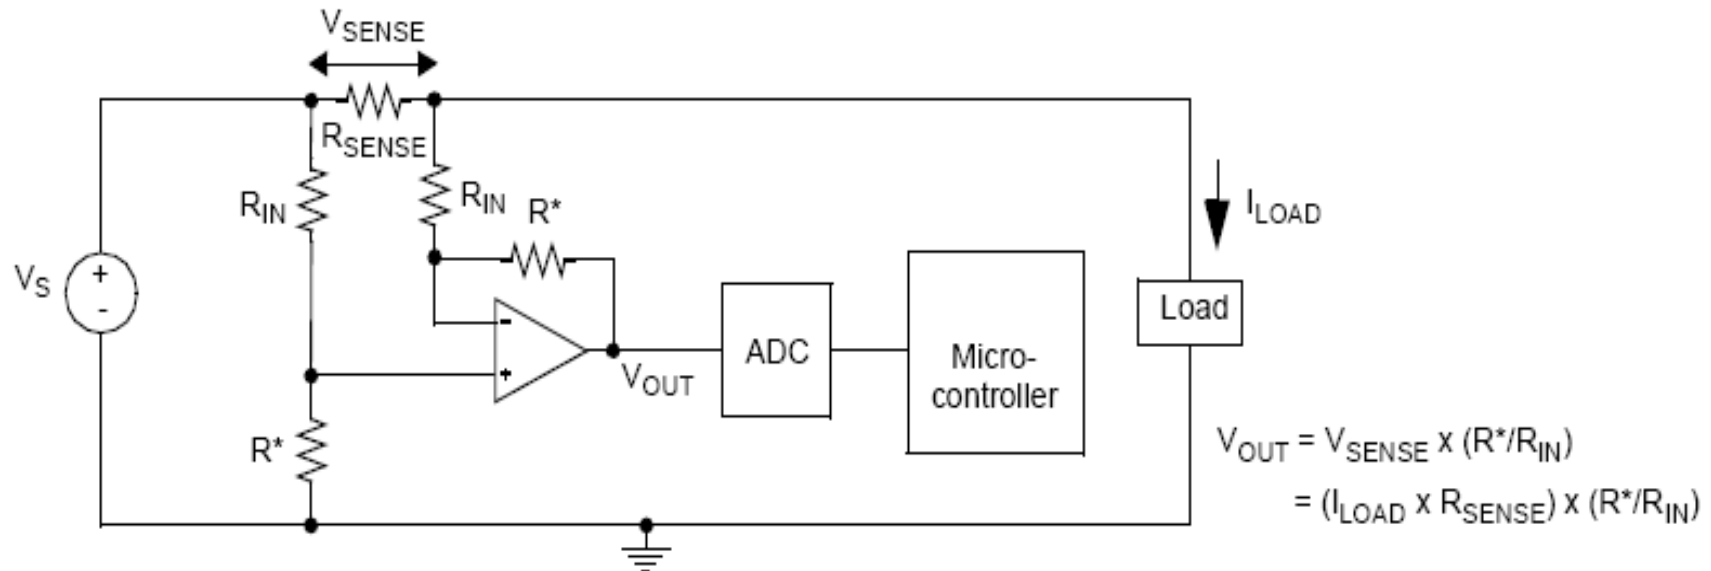 VSENSE
RSENSE
RIN
RIN
R*
ILOAD
VS
+
-
Load
-
+
ADC
Micro-
controller
VOUT
R*
VOUT = VSENSE x (R*/RIN)
= (ILOAD x RSENSE) x (R*/RIN)